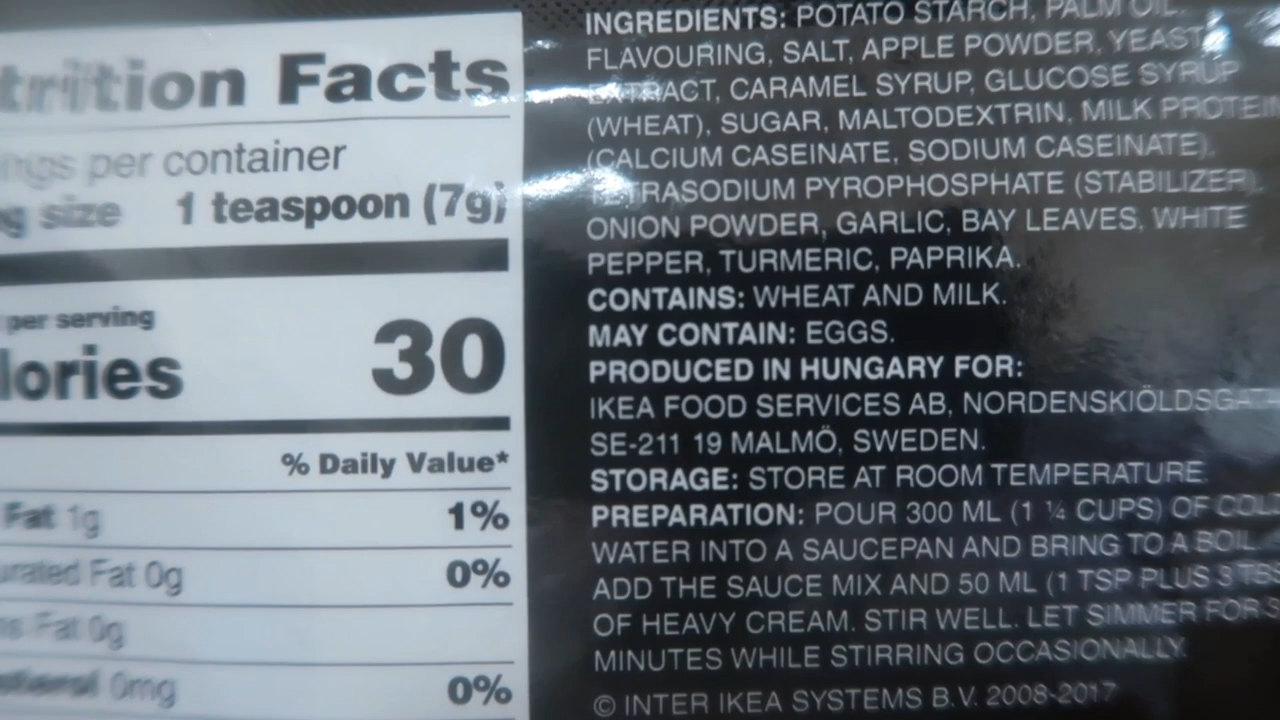 trition Facts
ings per container
size 1 teaspoon (7g)
per serving
lories 30
% Daily Value*
Fat 1g 1%
urated Fat 0g 0%
Fat 0g
0mg 0%
INGREDIENTS: POTATO STARCH, PALM OIL,
FLAVOURING, SALT, APPLE POWDER, YEAST
EXTRACT, CARAMEL SYRUP, GLUCOSE SYRUP
(WHEAT), SUGAR, MALTODEXTRIN, MILK PROTEIN
(CALCIUM CASEINATE, SODIUM CASEINATE),
TETRASODIUM PYROPHOSPHATE (STABILIZER),
ONION POWDER, GARLIC, BAY LEAVES, WHITE
PEPPER, TURMERIC, PAPRIKA.
CONTAINS: WHEAT AND MILK.
MAY CONTAIN: EGGS.
PRODUCED IN HUNGARY FOR:
IKEA FOOD SERVICES AB, NORDENSKIÖLDSGATA
SE-211 19 MALMÖ, SWEDEN.
STORAGE: STORE AT ROOM TEMPERATURE
PREPARATION: POUR 300 ML (1 ¼ CUPS) OF COLD
WATER INTO A SAUCEPAN AND BRING TO A BOIL.
ADD THE SAUCE MIX AND 50 ML (1 TSP PLUS 3 TBS
OF HEAVY CREAM. STIR WELL. LET SIMMER FOR
MINUTES WHILE STIRRING OCCASIONALLY.
© INTER IKEA SYSTEMS B.V. 2008-2017